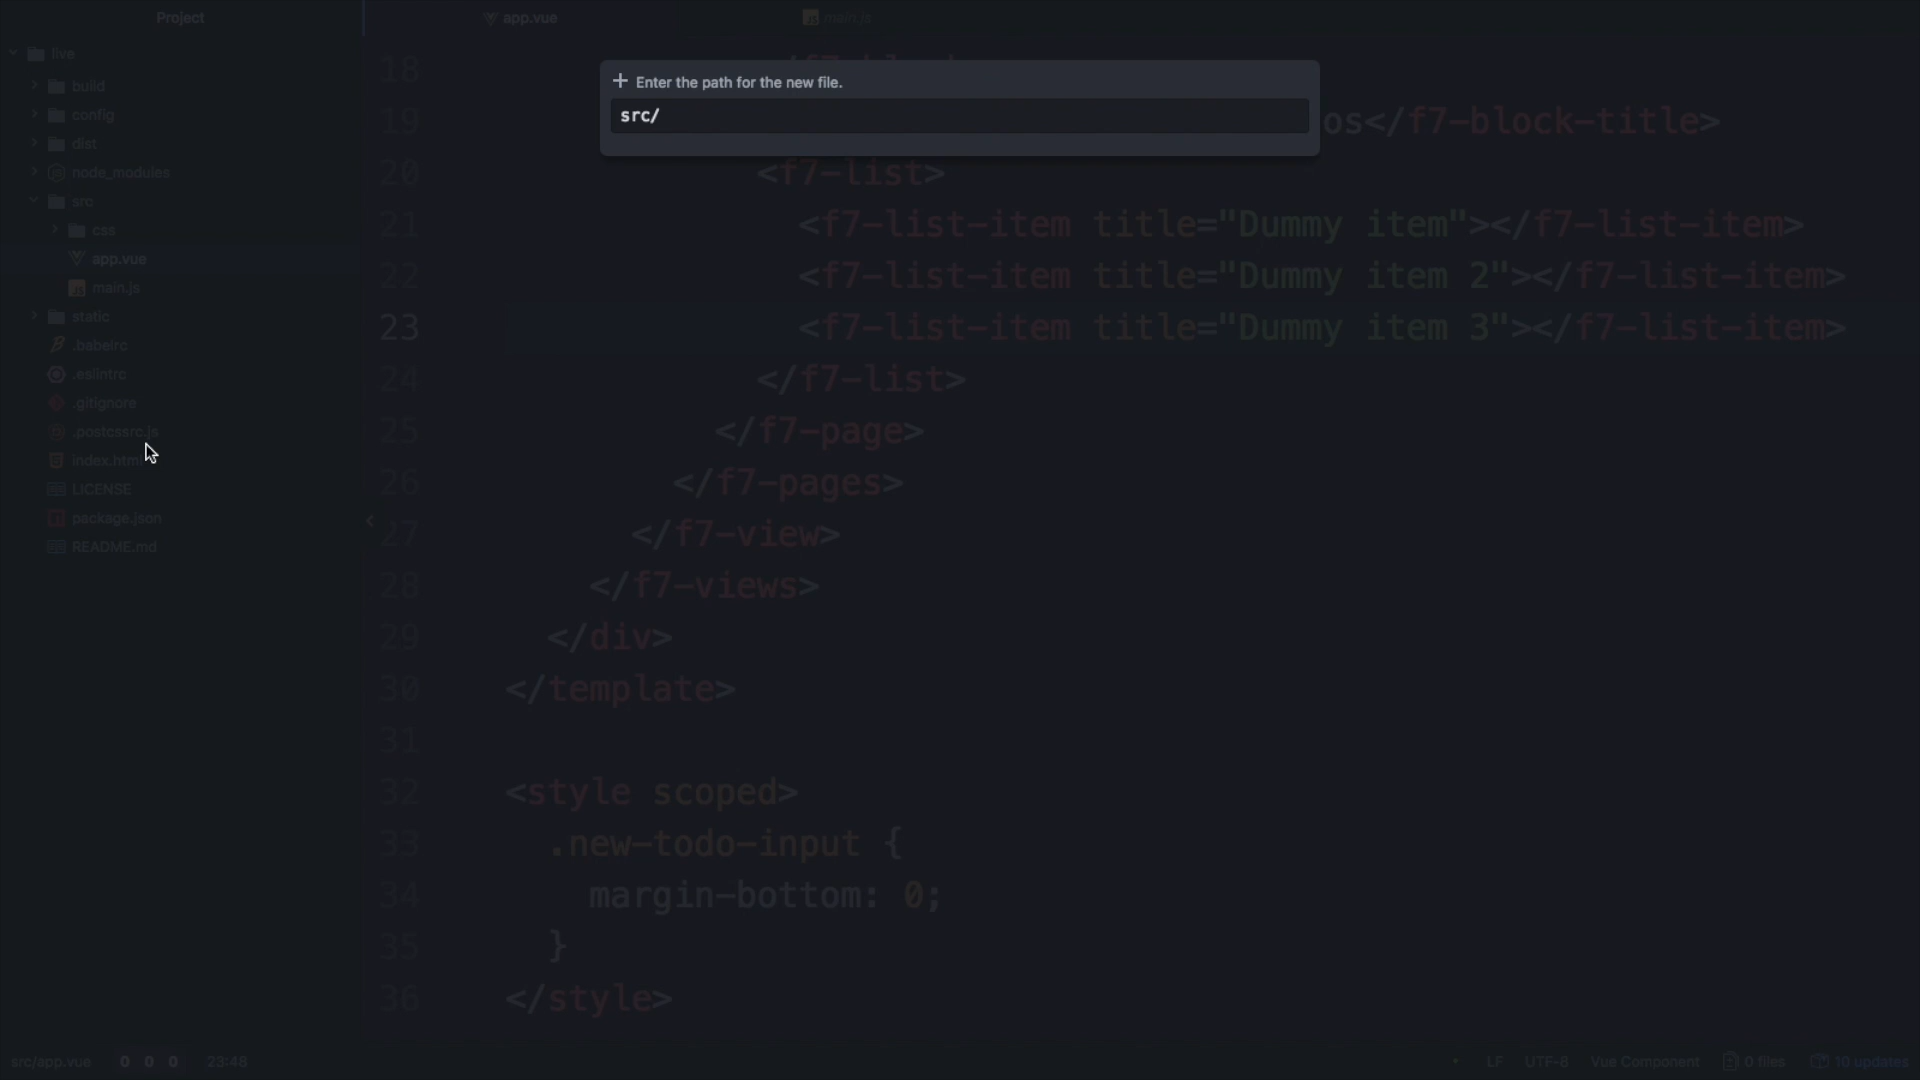 Project
app.vue
main.js
live
build
config
dist
node_modules
src
css
app.vue
main.js
static
.babelrc
.eslintrc
.gitignore
.postcssrc.js
index.html
LICENSE
package.json
README.md
Enter the path for the new file.
src/
18
19 os</f7-block-title>
20 <f7-list>
21 <f7-list-item title="Dummy item"></f7-list-item>
22 <f7-list-item title="Dummy item 2"></f7-list-item>
23 <f7-list-item title="Dummy item 3"></f7-list-item>
24 </f7-list>
25 </f7-page>
26 </f7-pages>
27 </f7-view>
28 </f7-views>
29 </div>
30 </template>
31
32 <style scoped>
33 .new-todo-input {
34 margin-bottom: 0;
35 }
36 </style>
src/app.vue 0 0 0 23:48 LF UTF-8 Vue Component 0 files 10 updates